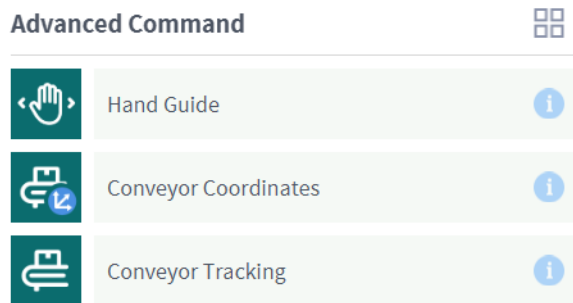 Advanced Command
Hand Guide
Conveyor Coordinates
Conveyor Tracking